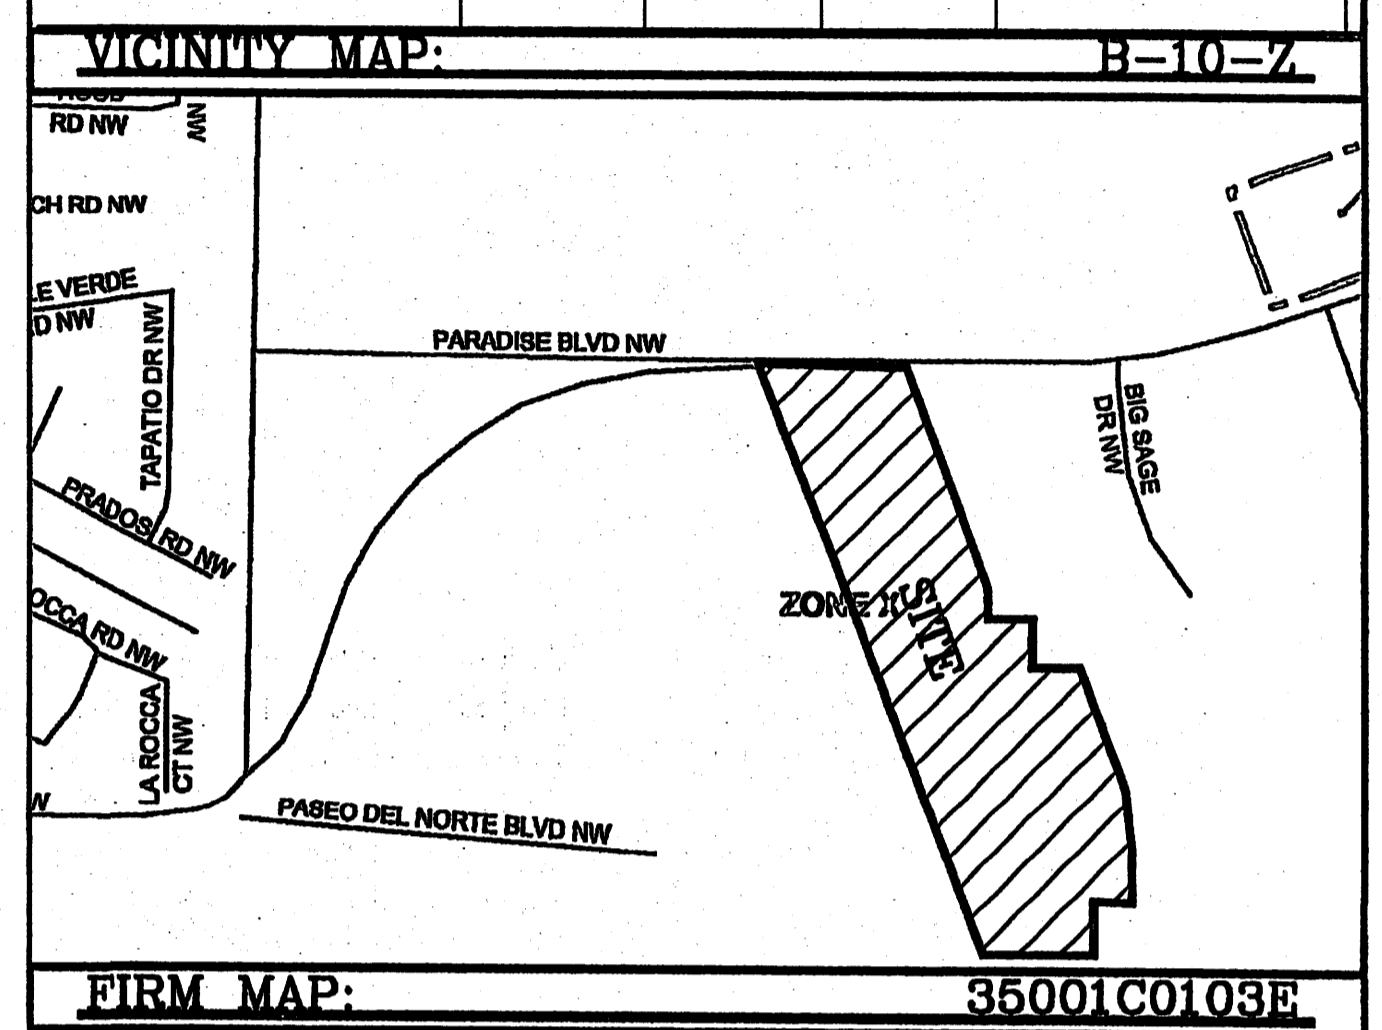 VICINITY MAP: B-10-Z
RD NW
NW
CH RD NW
LE VERDE
D NW
TAPATIO DR NW
PARADISE BLVD NW
BIG SAGE
DR NW
PRADOS RD NW
OCCA RD NW
ZONE X
SITE
LA ROCCA
CT NW
W
PASEO DEL NORTE BLVD NW
FIRM MAP: 35001C0103E